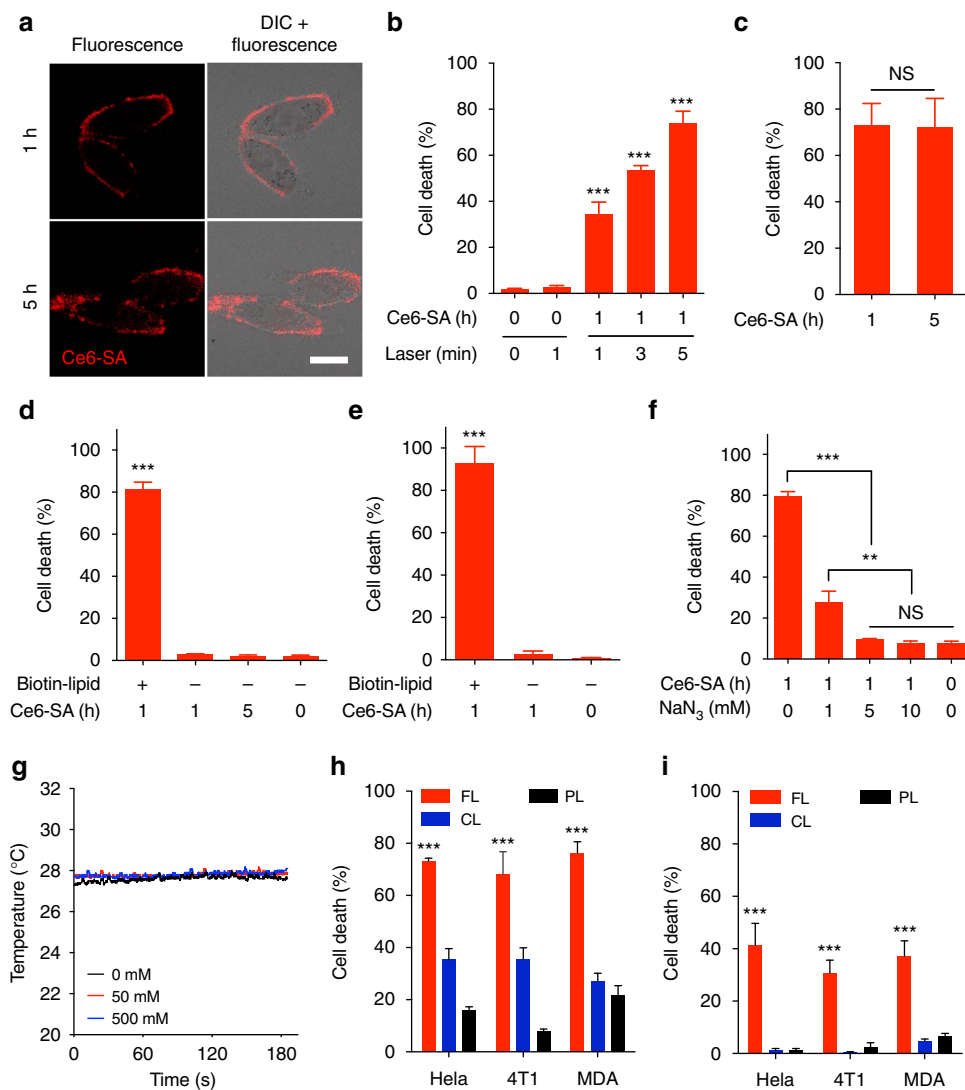 a
DIC +
Fluorescence fluorescence
1 h
5 h
Ce6-SA
b
Cell death (%)
100
80
60
40
20
0
*** *** ***
Ce6-SA (h) 0 0 1 1 1
Laser (min) 0 1 1 3 5
c
Cell death (%)
100
80
60
40
20
0
NS
Ce6-SA (h) 1 5
d
Cell death (%)
100
80
60
40
20
0
***
Biotin-lipid + – – –
Ce6-SA (h) 1 1 5 0
e
Cell death (%)
100
80
60
40
20
0
***
Biotin-lipid + – –
Ce6-SA (h) 1 1 0
f
Cell death (%)
100
80
60
40
20
0
***
**
NS
Ce6-SA (h) 1 1 1 1 0
NaN₃ (mM) 0 1 5 10 0
g
Temperature (°C)
32
30
28
26
24
22
20
0 mM
50 mM
500 mM
0 60 120 180
Time (s)
h
Cell death (%)
100
80
60
40
20
0
FL PL
CL
*** *** ***
Hela 4T1 MDA
i
Cell death (%)
100
80
60
40
20
0
FL PL
CL
*** *** ***
Hela 4T1 MDA